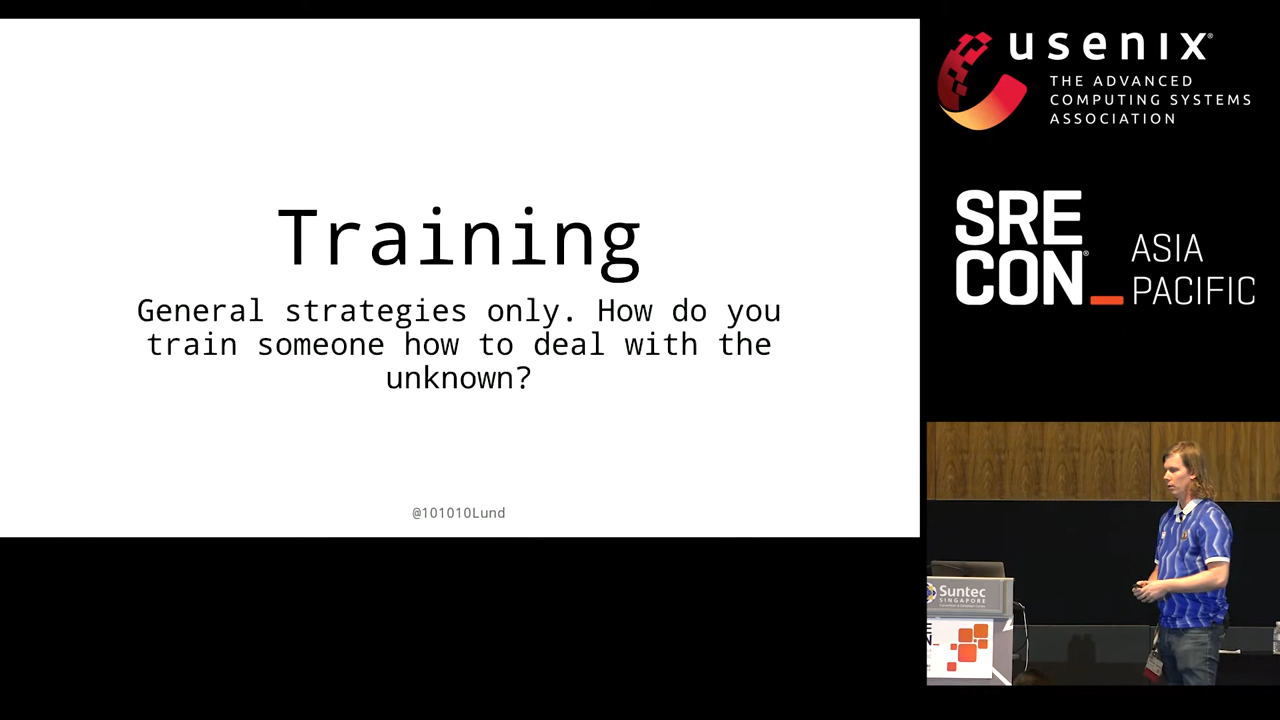 Training
General strategies only. How do you
train someone how to deal with the
unknown?
@101010Lund
usenix®
THE ADVANCED
COMPUTING SYSTEMS
ASSOCIATION
SRE
CON®_
ASIA
PACIFIC
Suntec
SINGAPORE